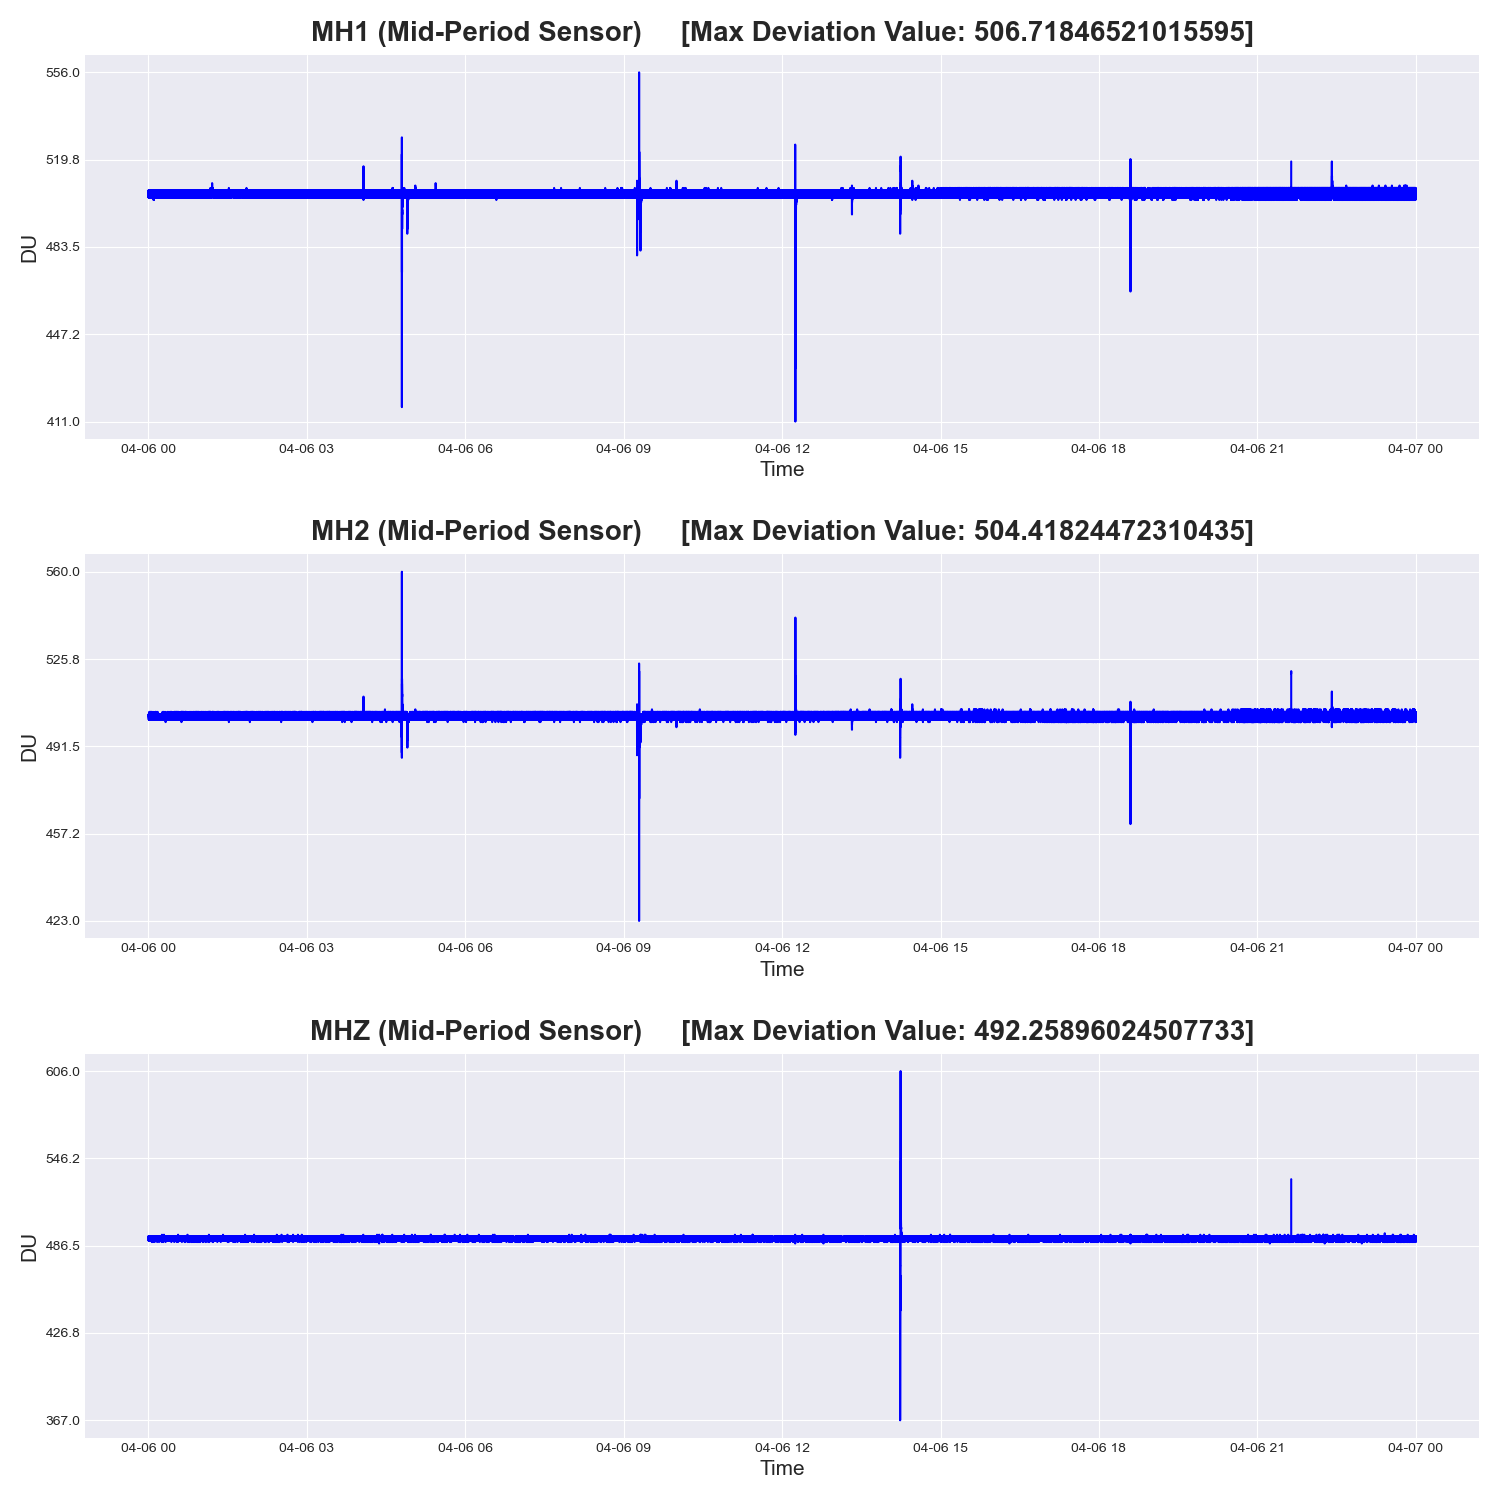 MH1 (Mid-Period Sensor) [Max Deviation Value: 506.71846521015595]
556.0
519.8
483.5
447.2
411.0
DU
04-06 00 04-06 03 04-06 06 04-06 09 04-06 12 04-06 15 04-06 18 04-06 21 04-07 00
Time
MH2 (Mid-Period Sensor) [Max Deviation Value: 504.41824472310435]
560.0
525.8
491.5
457.2
423.0
DU
04-06 00 04-06 03 04-06 06 04-06 09 04-06 12 04-06 15 04-06 18 04-06 21 04-07 00
Time
MHZ (Mid-Period Sensor) [Max Deviation Value: 492.25896024507733]
606.0
546.2
486.5
426.8
367.0
DU
04-06 00 04-06 03 04-06 06 04-06 09 04-06 12 04-06 15 04-06 18 04-06 21 04-07 00
Time